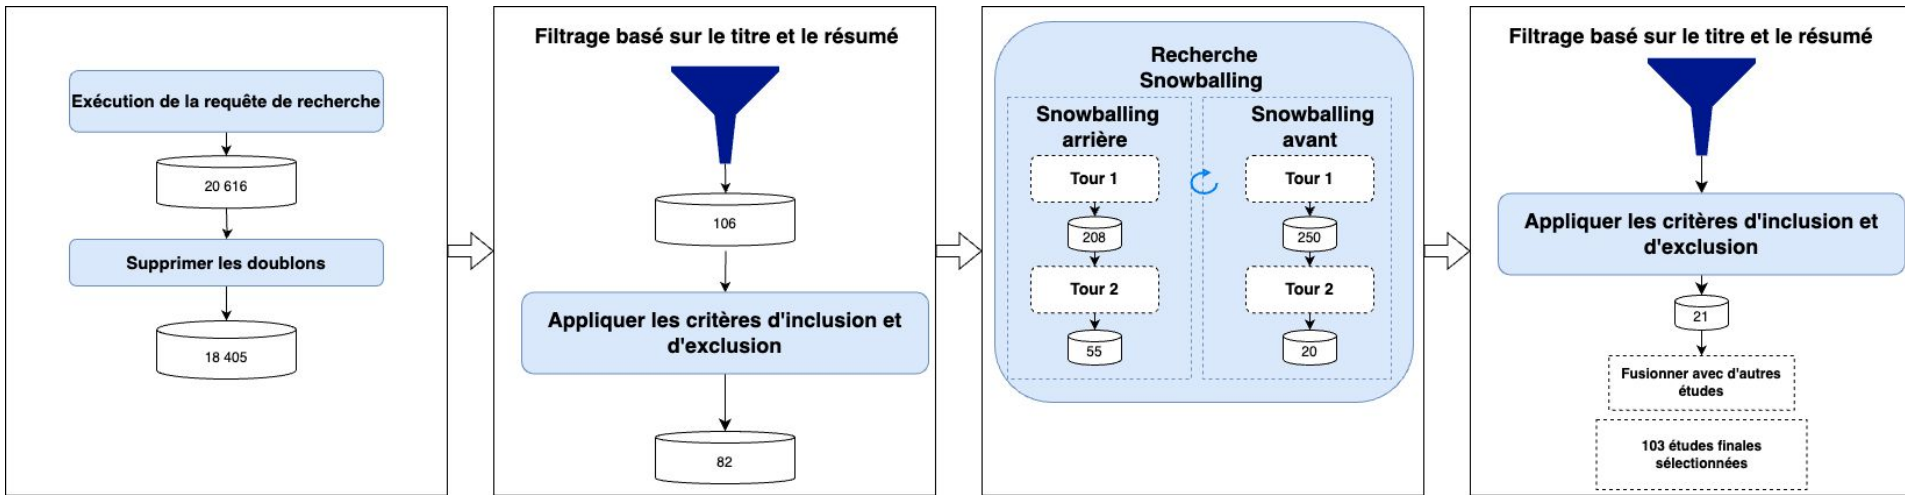 Exécution de la requête de recherche
20 616
Supprimer les doublons
18 405
Filtrage basé sur le titre et le résumé
106
Appliquer les critères d'inclusion et
d'exclusion
82
Recherche
Snowballing
Snowballing
arrière
Tour 1
208
Tour 2
55
Snowballing
avant
Tour 1
250
Tour 2
20
Filtrage basé sur le titre et le résumé
Appliquer les critères d'inclusion et
d'exclusion
21
Fusionner avec d'autres
études
103 études finales
sélectionnées